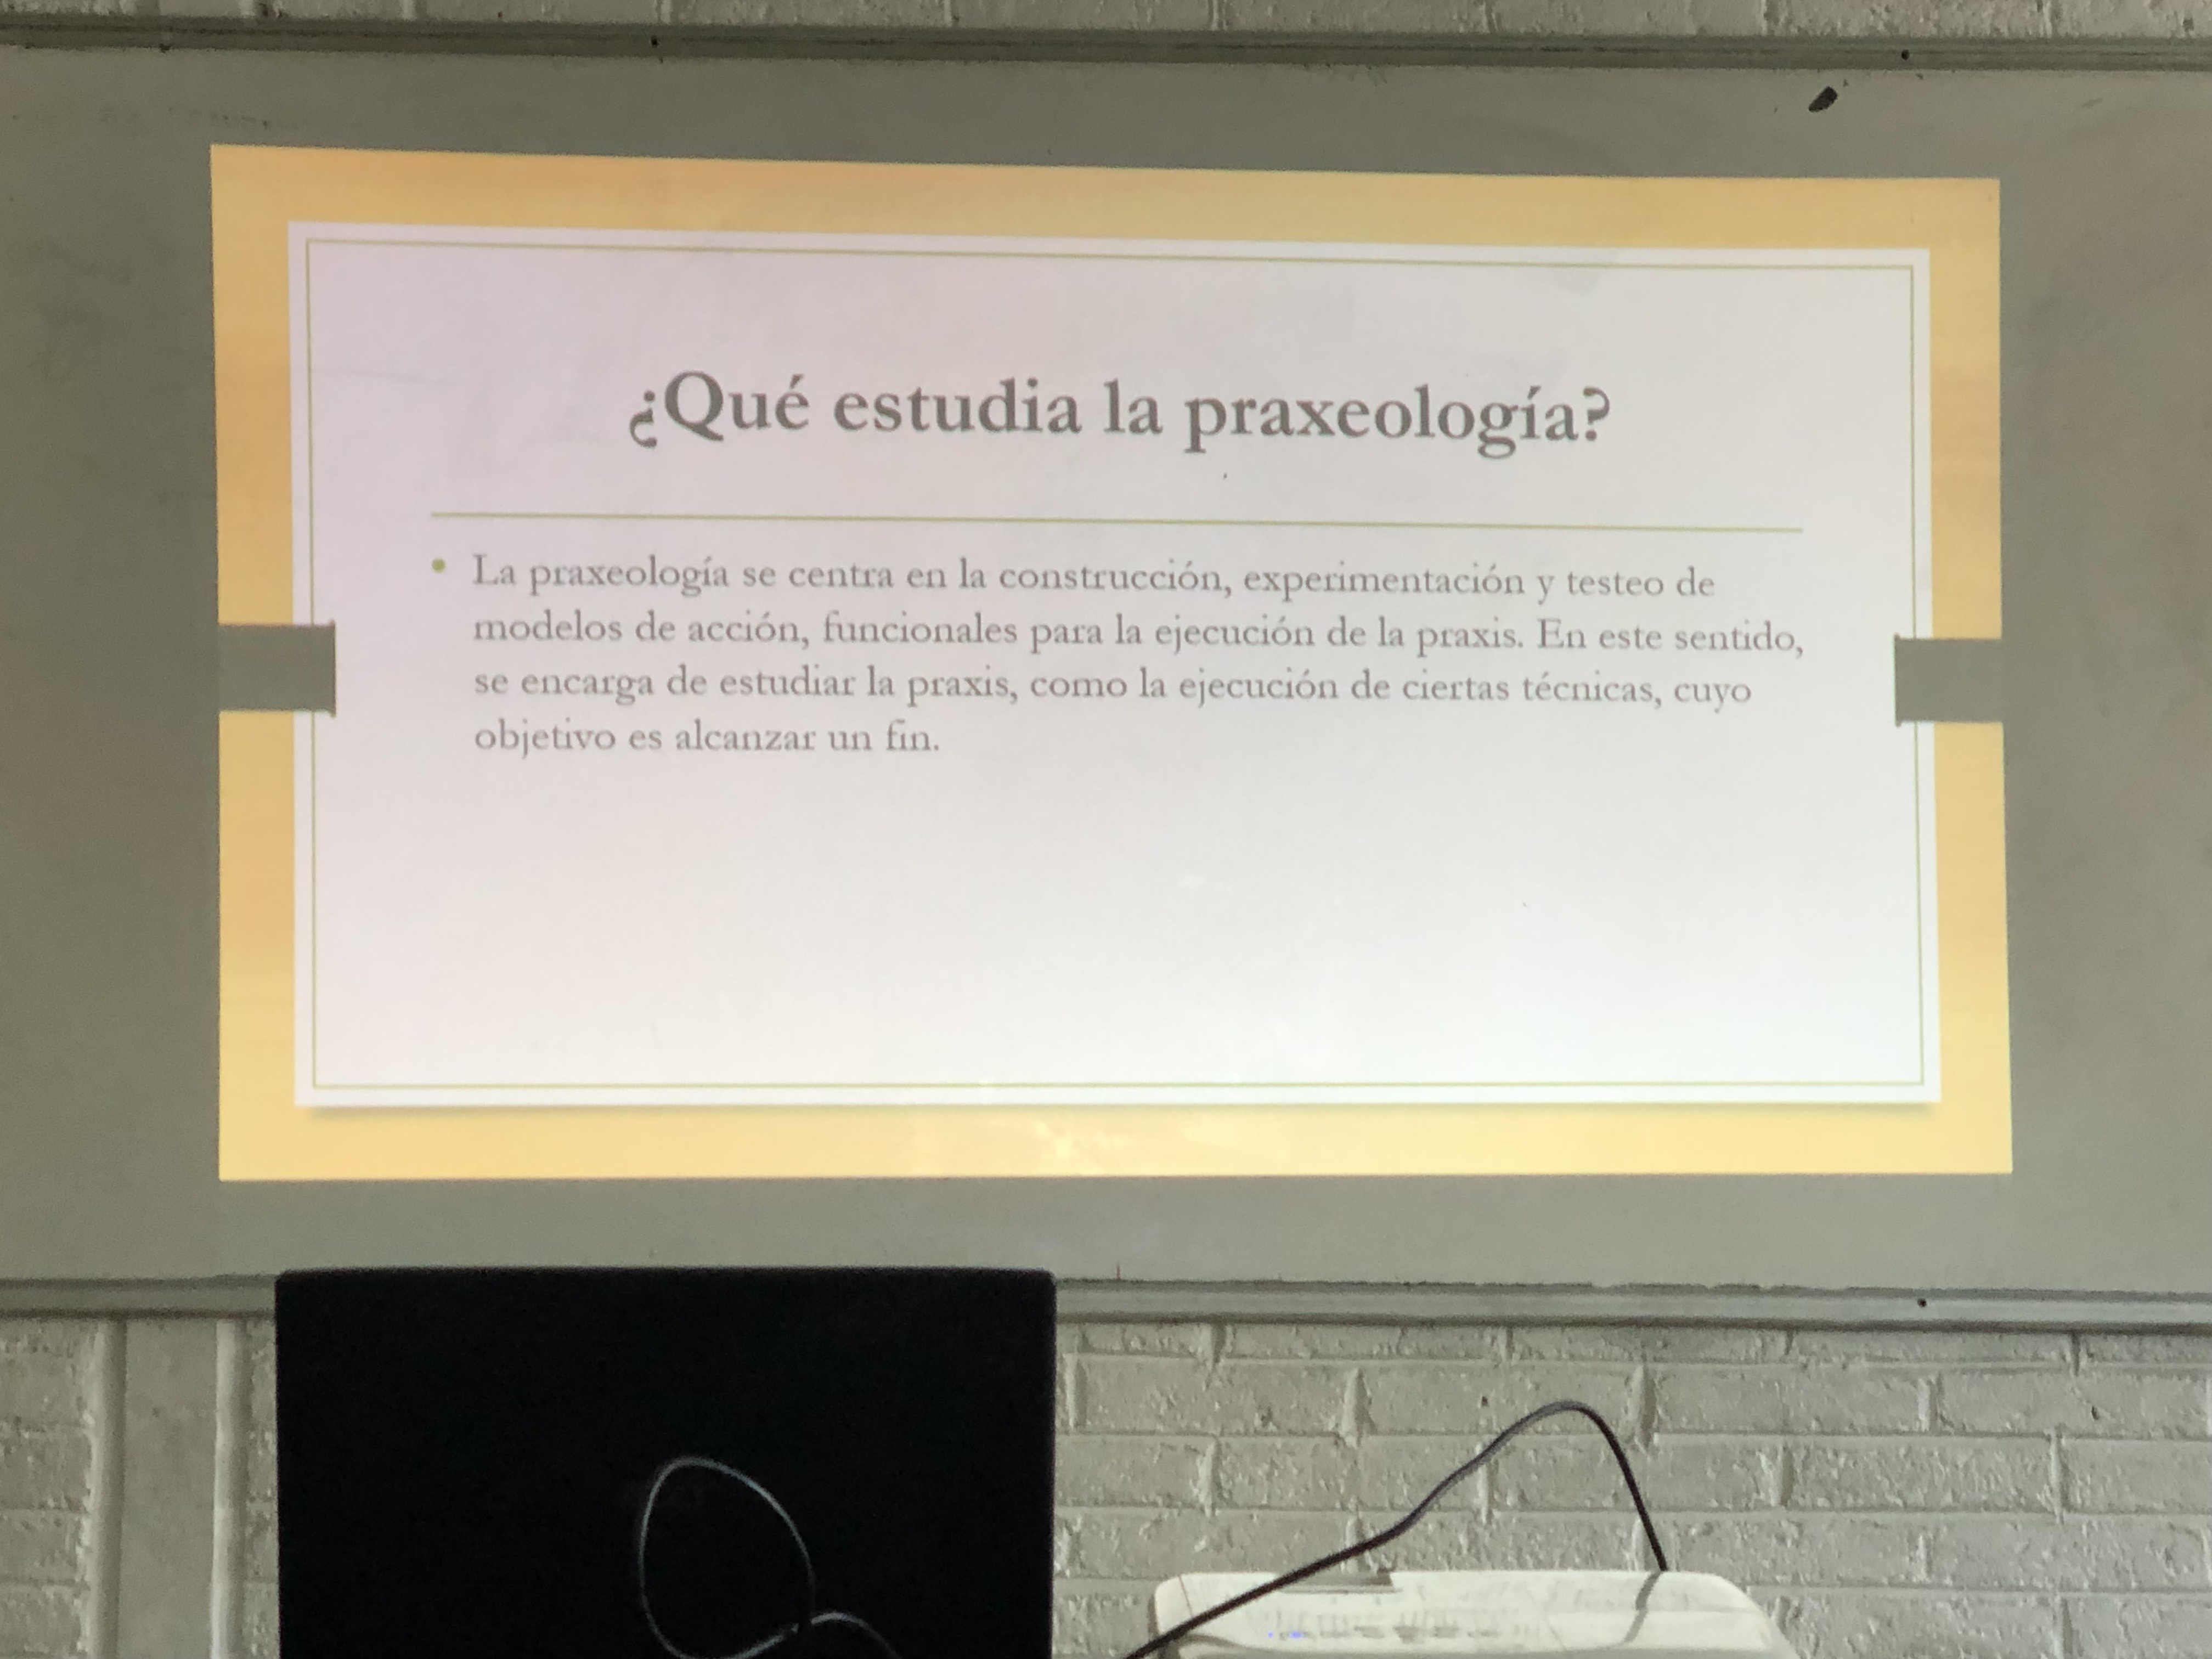 ¿Qué estudia la praxeología?
• La praxeología se centra en la construcción, experimentación y testeo de
modelos de acción, funcionales para la ejecución de la praxis. En este sentido,
se encarga de estudiar la praxis, como la ejecución de ciertas técnicas, cuyo
objetivo es alcanzar un fin.